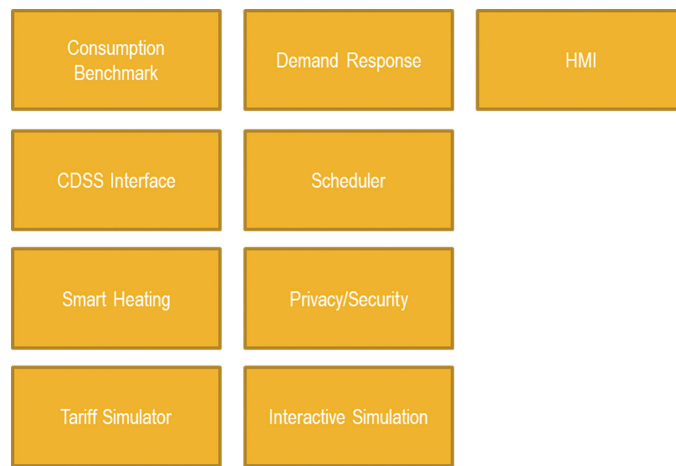 Consumption
Benchmark
Demand Response
HMI
CDSS Interface
Scheduler
Smart Heating
Privacy/Security
Tariff Simulator
Interactive Simulation